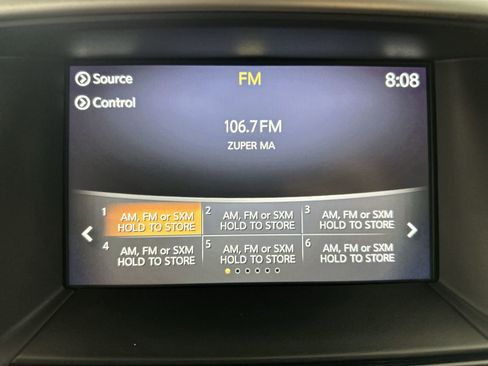 Source
FM
8:08
Control
106.7 FM
ZUPER MA
1
AM, FM or SXM
HOLD TO STORE
2
AM, FM or SXM
HOLD TO STORE
3
AM, FM or SXM
HOLD TO STORE
4
AM, FM or SXM
HOLD TO STORE
5
AM, FM or SXM
HOLD TO STORE
6
AM, FM or SXM
HOLD TO STORE